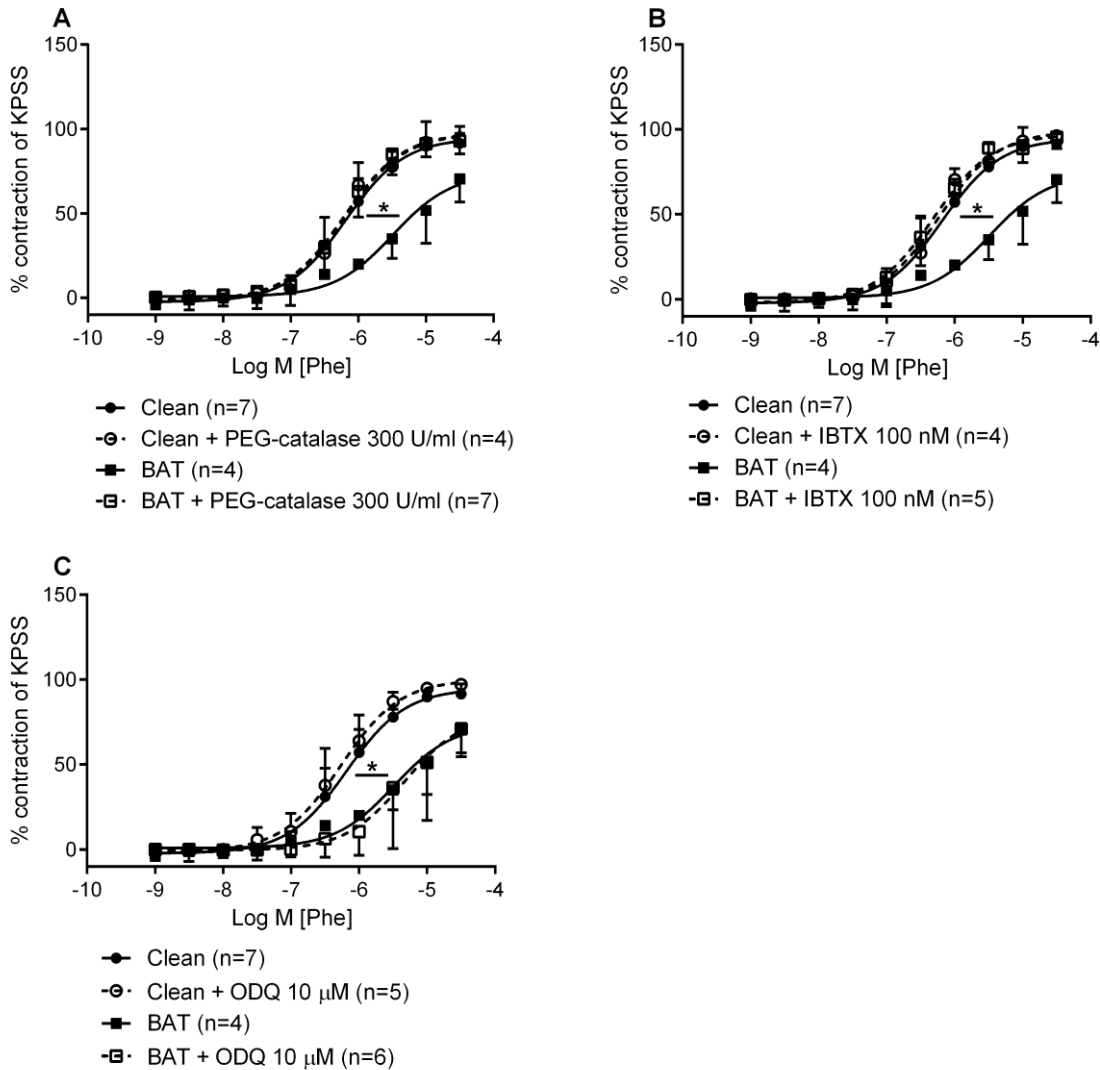 A
% contraction of KPSS
150
100
50
0
-10 -9 -8 -7 -6 -5 -4
*
Log M [Phe]
Clean (n=7)
Clean + PEG-catalase 300 U/ml (n=4)
BAT (n=4)
BAT + PEG-catalase 300 U/ml (n=7)
B
% contraction of KPSS
150
100
50
0
-10 -9 -8 -7 -6 -5 -4
*
Log M [Phe]
Clean (n=7)
Clean + IBTX 100 nM (n=4)
BAT (n=4)
BAT + IBTX 100 nM (n=5)
C
% contraction of KPSS
150
100
50
0
-10 -9 -8 -7 -6 -5 -4
*
Log M [Phe]
Clean (n=7)
Clean + ODQ 10 μM (n=5)
BAT (n=4)
BAT + ODQ 10 μM (n=6)